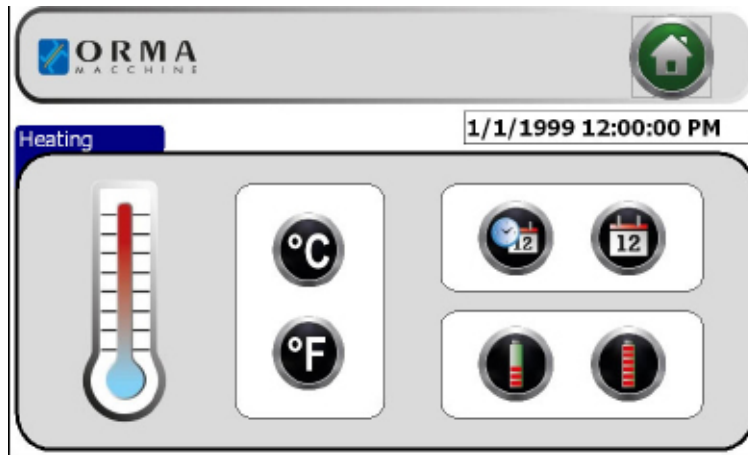 ORMA
MACCHINE
1/1/1999 12:00:00 PM
Heating
°C
12
12
°F